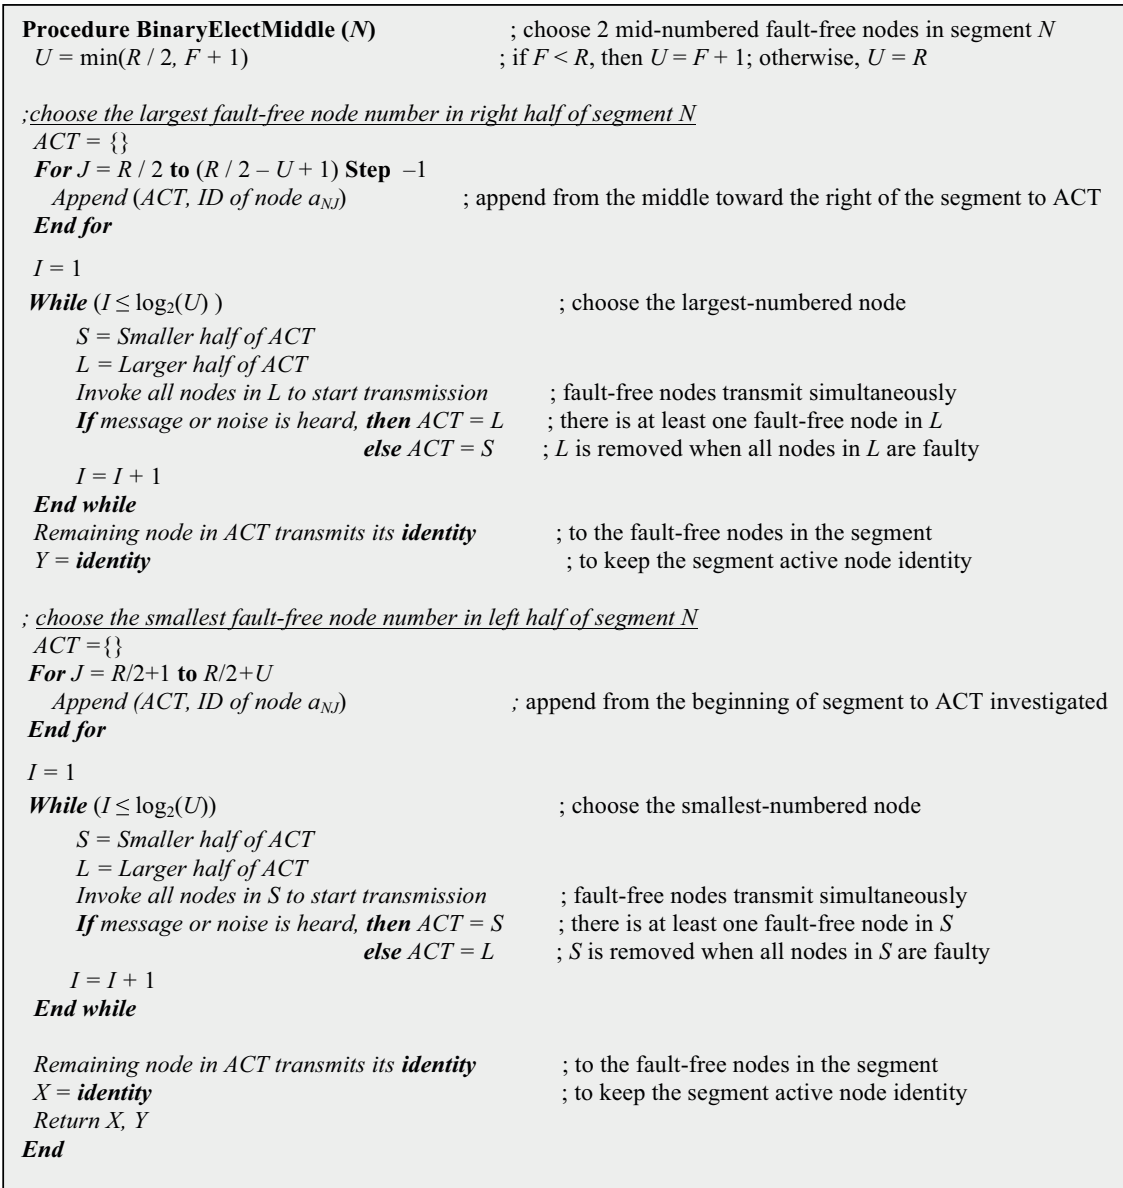 Procedure BinaryElectMiddle (N) ; choose 2 mid-numbered fault-free nodes in segment N
U = min(R / 2, F + 1) ; if F < R, then U = F + 1; otherwise, U = R
;choose the largest fault-free node number in right half of segment N
ACT = {}
For J = R / 2 to (R / 2 – U + 1) Step –1
Append (ACT, ID of node aNJ) ; append from the middle toward the right of the segment to ACT
End for
I = 1
While (I ≤ log2(U) ) ; choose the largest-numbered node
S = Smaller half of ACT
L = Larger half of ACT
Invoke all nodes in L to start transmission ; fault-free nodes transmit simultaneously
If message or noise is heard, then ACT = L ; there is at least one fault-free node in L
else ACT = S ; L is removed when all nodes in L are faulty
I = I + 1
End while
Remaining node in ACT transmits its identity ; to the fault-free nodes in the segment
Y = identity ; to keep the segment active node identity
; choose the smallest fault-free node number in left half of segment N
ACT ={}
For J = R/2+1 to R/2+U
Append (ACT, ID of node aNJ) ; append from the beginning of segment to ACT investigated
End for
I = 1
While (I ≤ log2(U)) ; choose the smallest-numbered node
S = Smaller half of ACT
L = Larger half of ACT
Invoke all nodes in S to start transmission ; fault-free nodes transmit simultaneously
If message or noise is heard, then ACT = S ; there is at least one fault-free node in S
else ACT = L ; S is removed when all nodes in S are faulty
I = I + 1
End while
Remaining node in ACT transmits its identity ; to the fault-free nodes in the segment
X = identity ; to keep the segment active node identity
Return X, Y
End